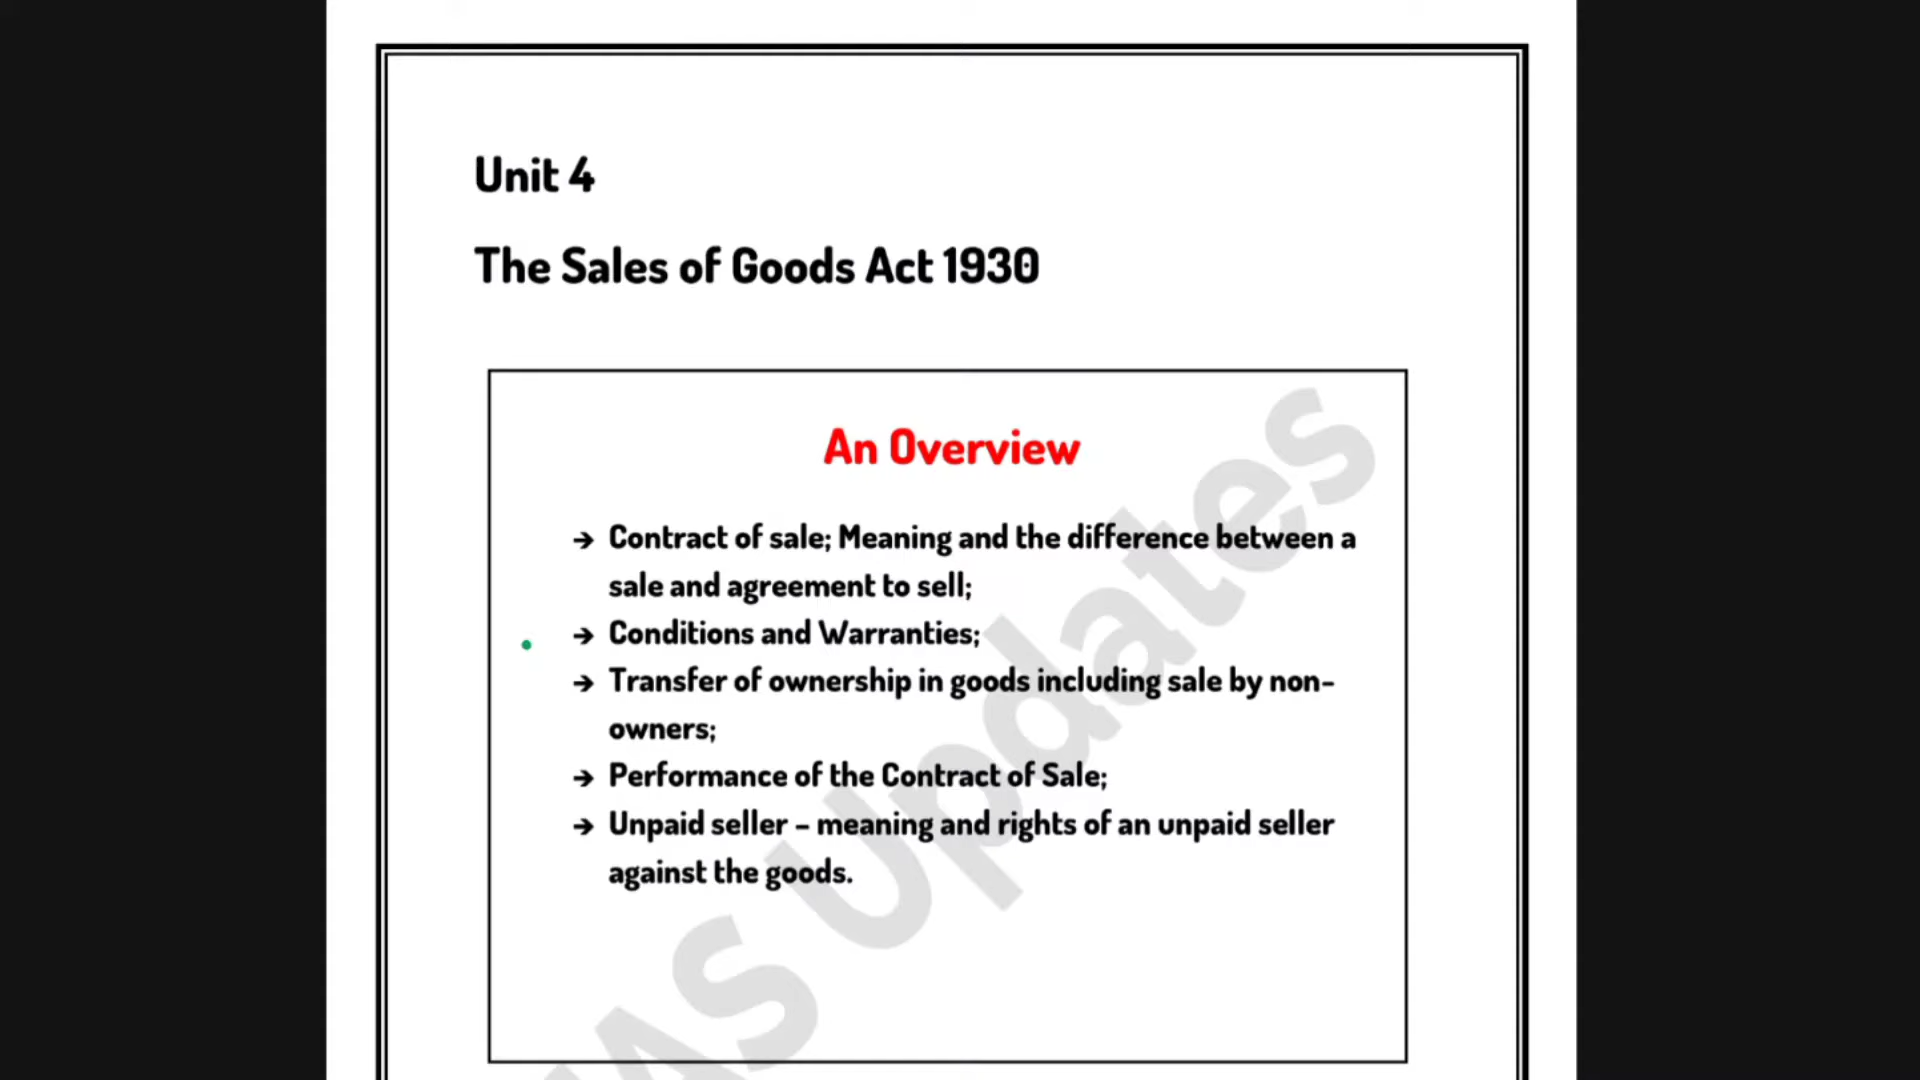 Unit 4
The Sales of Goods Act 1930
An Overview
→ Contract of sale; Meaning and the difference between a
sale and agreement to sell;
→ Conditions and Warranties;
→ Transfer of ownership in goods including sale by non-
owners;
→ Performance of the Contract of Sale;
→ Unpaid seller – meaning and rights of an unpaid seller
against the goods.
Updates